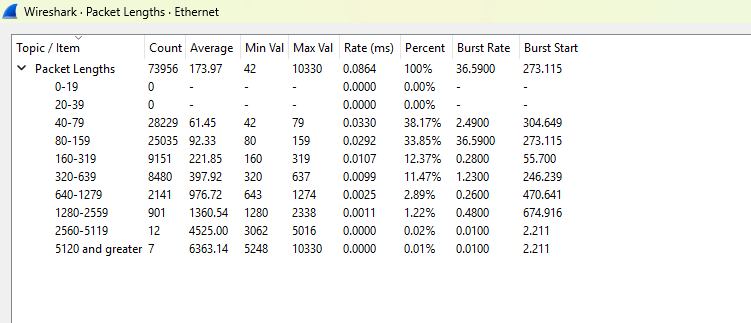 Wireshark · Packet Lengths · Ethernet
Topic / Item Count Average Min Val Max Val Rate (ms) Percent Burst Rate Burst Start
Packet Lengths 73956 173.97 42 10330 0.0864 100% 36.5900 273.115
0-19 0 - - - 0.0000 0.00% - -
20-39 0 - - - 0.0000 0.00% - -
40-79 28229 61.45 42 79 0.0330 38.17% 2.4900 304.649
80-159 25035 92.33 80 159 0.0292 33.85% 36.5900 273.115
160-319 9151 221.85 160 319 0.0107 12.37% 0.2800 55.700
320-639 8480 397.92 320 637 0.0099 11.47% 1.2300 246.239
640-1279 2141 976.72 643 1274 0.0025 2.89% 0.2600 470.641
1280-2559 901 1360.54 1280 2338 0.0011 1.22% 0.4800 674.916
2560-5119 12 4525.00 3062 5016 0.0000 0.02% 0.0100 2.211
5120 and greater 7 6363.14 5248 10330 0.0000 0.01% 0.0100 2.211